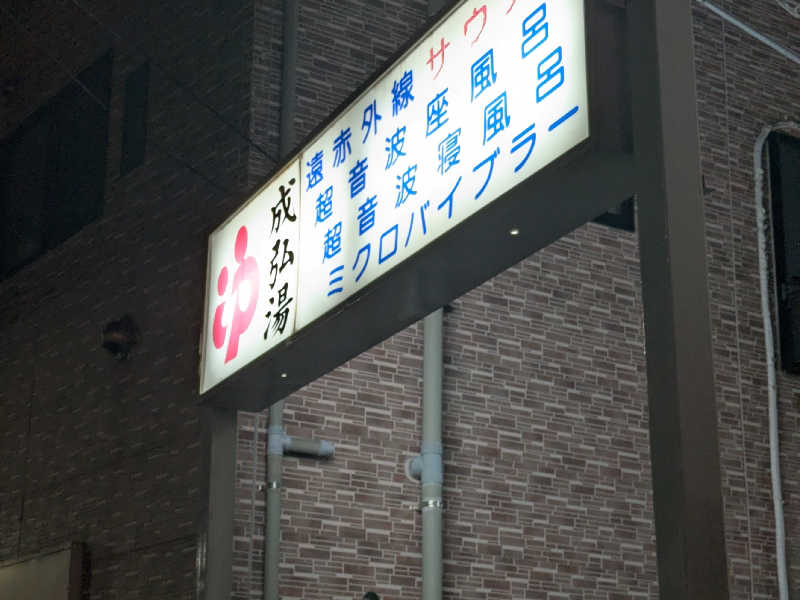 成弘湯
遠赤外線サウナ
超音波座風呂
超音波寝風呂
ミクロバイブラー